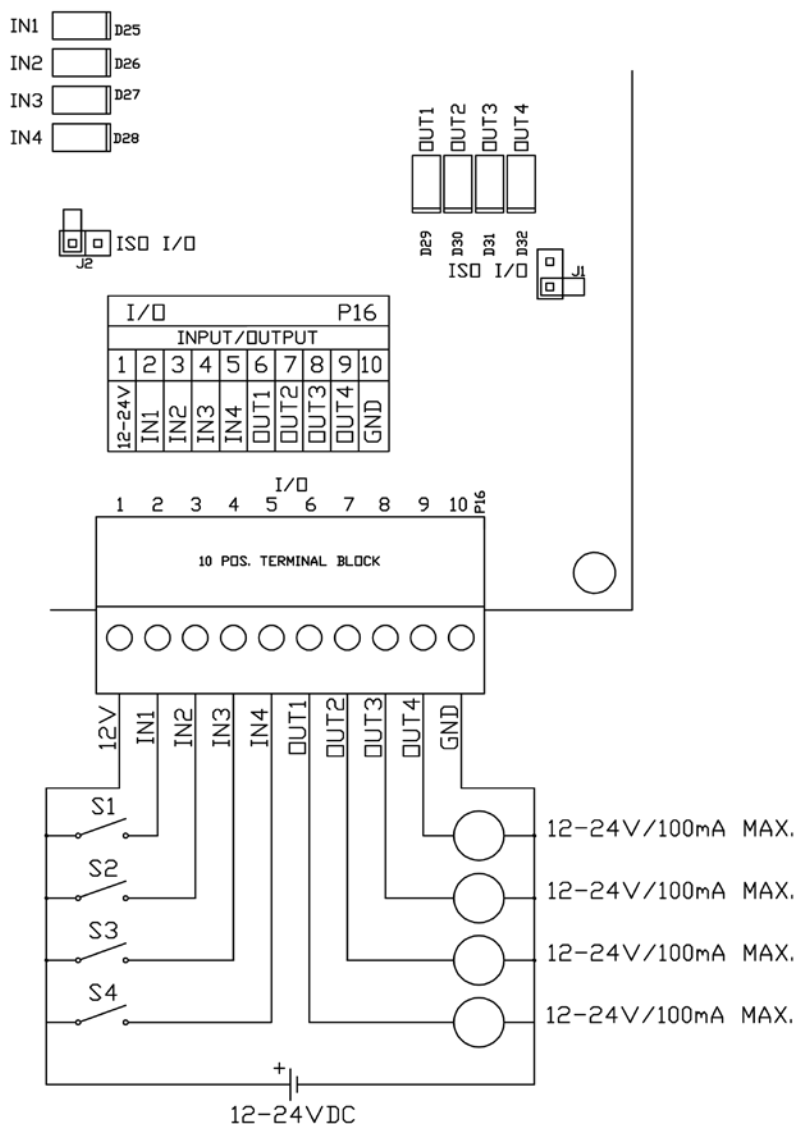 IN1 D25
IN2 D26
IN3 D27
IN4 D28
OUT1 OUT2 OUT3 OUT4
D29 D30 D31 D32
ISO I/O
J2
ISO I/O
J1
I/O P16
INPUT/OUTPUT
1 2 3 4 5 6 7 8 9 10
12-24V IN1 IN2 IN3 IN4 OUT1 OUT2 OUT3 OUT4 GND
I/O
1 2 3 4 5 6 7 8 9 10 P16
10 POS. TERMINAL BLOCK
12V IN1 IN2 IN3 IN4 OUT1 OUT2 OUT3 OUT4 GND
S1 12-24V/100mA MAX.
S2 12-24V/100mA MAX.
S3 12-24V/100mA MAX.
S4 12-24V/100mA MAX.
+
12-24VDC